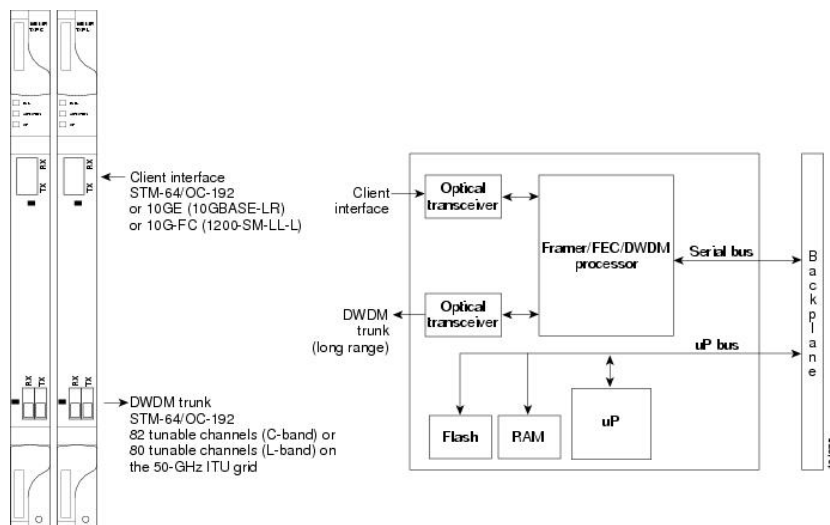 RX
TX
RX
TX
Client interface
STM-64/OC-192
or 10GE (10GBASE-LR)
or 10G-FC (1200-SM-LL-L)
RX
TX
RX
TX
DWDM trunk
STM-64/OC-192
82 tunable channels (C-band) or
80 tunable channels (L-band) on
the 50-GHz ITU grid
Client
interface
Optical
transceiver
Framer/FEC/DWDM
processor
Serial bus
DWDM
trunk
(long range)
Optical
transceiver
uP bus
Flash
RAM
uP
Backplane